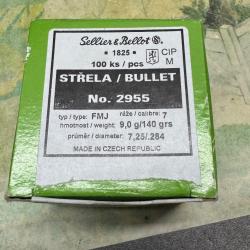 Sellier & Bellot S&B
• 1825 •
100 ks / pcs
CIP
M
STŘELA / BULLET
No. 2955
typ / type: FMJ ráže / calibre: 7
hmotnost / weight: 9,0 g/140 grs
průměr / diameter: 7,25/.284
MADE IN CZECH REPUBLIC